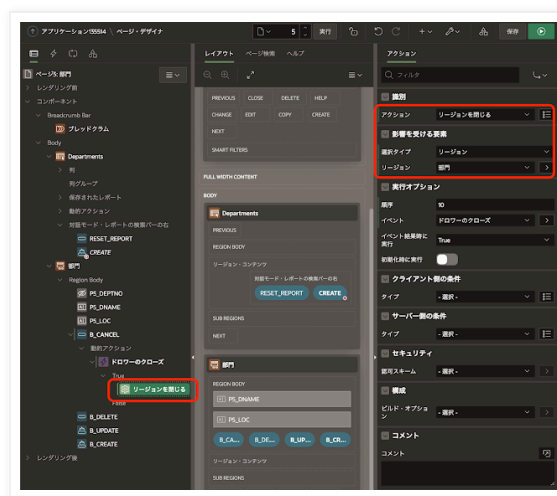 アプリケーション135514 \ ページ・デザイナ
5
実行
保存
ページ5: 部門
レンダリング前
コンポーネント
Breadcrumb Bar
ブレッドクラム
Body
Departments
列
列グループ
保存されたレポート
動的アクション
対話モード・レポートの検索バーの右
RESET_REPORT
CREATE
部門
Region Body
P5_DEPTNO
P5_DNAME
P5_LOC
B_CANCEL
動的アクション
ドロワーのクローズ
True
リージョンを閉じる
False
B_DELETE
B_UPDATE
B_CREATE
レンダリング後
レイアウト ページ検索 ヘルプ
PREVIOUS CLOSE DELETE HELP
CHANGE EDIT COPY CREATE
NEXT
SMART FILTERS
FULL WIDTH CONTENT
BODY
Departments
PREVIOUS
REGION BODY
リージョン・コンテンツ
対話モード・レポートの検索バーの右
RESET_REPORT CREATE
SUB REGIONS
NEXT
部門
REGION BODY
P5_DNAME
P5_LOC
B_CA... B_DE... B_UP... B_CR...
リージョン・コンテンツ
SUB REGIONS
アクション
フィルタ
識別
アクション リージョンを閉じる
影響を受ける要素
選択タイプ リージョン
リージョン 部門
実行オプション
順序 10
イベント ドロワーのクローズ
イベント結果時に実行 True
初期化時に実行
クライアント側の条件
タイプ - 選択 -
サーバー側の条件
タイプ - 選択 -
セキュリティ
認可スキーム - 選択 -
構成
ビルド・オプション - 選択 -
コメント
コメント